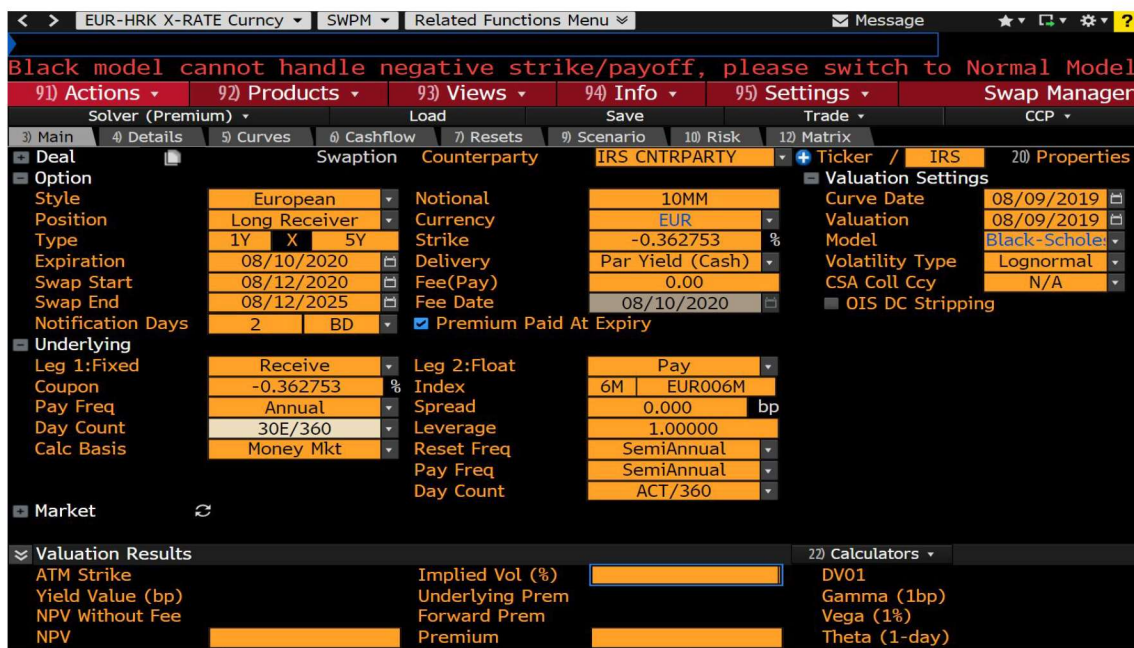 < > EUR-HRK X-RATE Curncy SWPM Related Functions Menu Message ?
Black model cannot handle negative strike/payoff, please switch to Normal Model
91) Actions 92) Products 93) Views 94) Info 95) Settings Swap Manager
Solver (Premium) Load Save Trade CCP
3) Main 4) Details 5) Curves 6) Cashflow 7) Resets 9) Scenario 10) Risk 12) Matrix
Deal Swaption Counterparty IRS CNTRPARTY Ticker / IRS 20) Properties
Option Valuation Settings
Style European Notional 10MM Curve Date 08/09/2019
Position Long Receiver Currency EUR Valuation 08/09/2019
Type 1Y X 5Y Strike -0.362753 % Model Black-Scholes
Expiration 08/10/2020 Delivery Par Yield (Cash) Volatility Type Lognormal
Swap Start 08/12/2020 Fee(Pay) 0.00 CSA Coll Ccy N/A
Swap End 08/12/2025 Fee Date 08/10/2020 OIS DC Stripping
Notification Days 2 BD Premium Paid At Expiry
Underlying
Leg 1:Fixed Receive Leg 2:Float Pay
Coupon -0.362753 % Index 6M EUR006M
Pay Freq Annual Spread 0.000 bp
Day Count 30E/360 Leverage 1.00000
Calc Basis Money Mkt Reset Freq SemiAnnual
Pay Freq SemiAnnual
Day Count ACT/360
Market
Valuation Results 22) Calculators
ATM Strike Implied Vol (%) DV01
Yield Value (bp) Underlying Prem Gamma (1bp)
NPV Without Fee Forward Prem Vega (1%)
NPV Premium Theta (1-day)